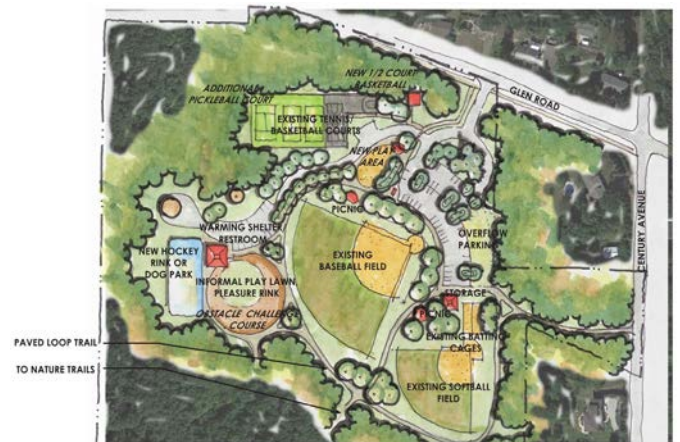 NEW 1/2 COURT
BASKETBALL
ADDITIONAL
PICKLEBALL COURT
GLEN ROAD
EXISTING TENNIS/
BASKETBALL COURTS
NEW PLAY
AREA
PICNIC
CENTURY AVENUE
WARMING SHELTER/
RESTROOM
OVERFLOW
PARKING
NEW HOCKEY
RINK OR
DOG PARK
EXISTING
BASEBALL FIELD
INFORMAL PLAY LAWN/
PLEASURE RINK
STORAGE
OBSTACLE CHALLENGE
COURSE
PICNIC
EXISTING BATTING
CAGES
PAVED LOOP TRAIL
TO NATURE TRAILS
EXISTING SOFTBALL
FIELD